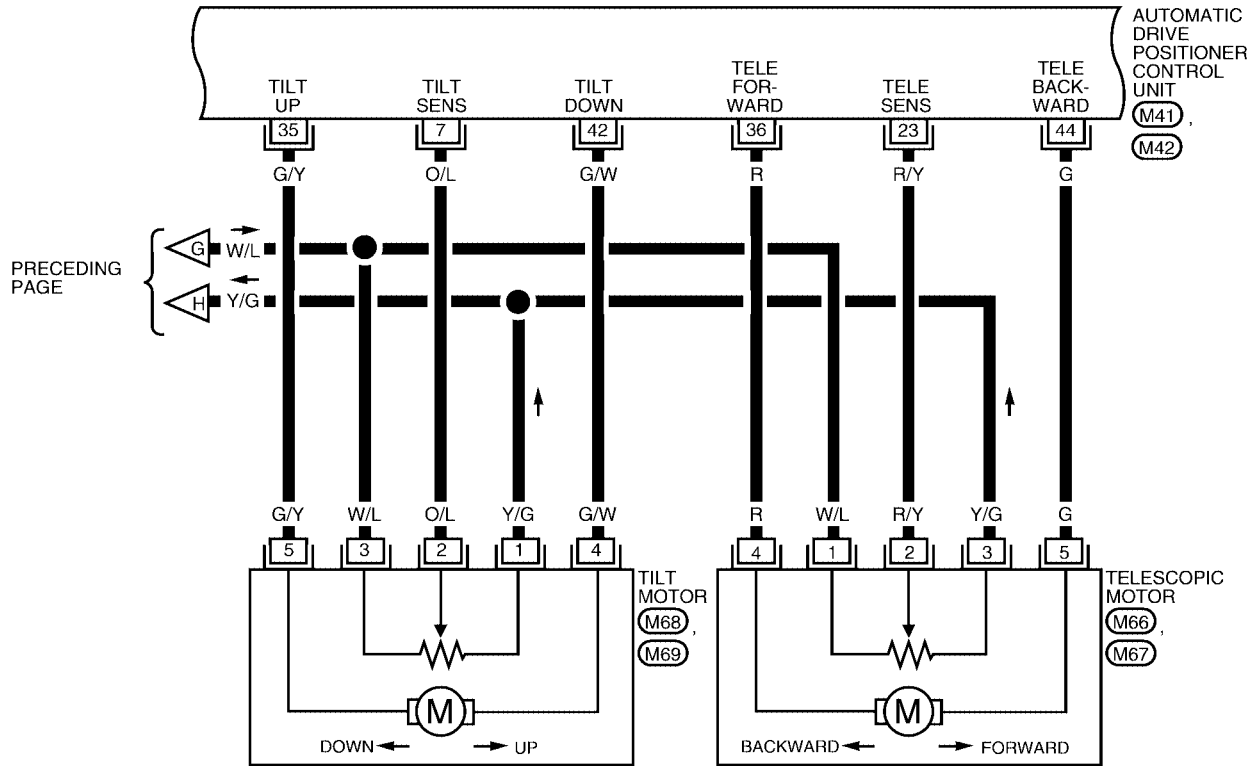 AUTOMATIC
DRIVE
POSITIONER
CONTROL
UNIT
M41 ,
M42
TILT
UP
TILT
SENS
TILT
DOWN
TELE
FOR-
WARD
TELE
SENS
TELE
BACK-
WARD
35 7 42 36 23 44
G/Y O/L G/W R R/Y G
PRECEDING
PAGE
G W/L
H Y/G
G/Y W/L O/L Y/G G/W R W/L R/Y Y/G G
5 3 2 1 4 4 1 2 3 5
TILT
MOTOR
M68 ,
M69
TELESCOPIC
MOTOR
M66 ,
M67
M
M
DOWN UP
BACKWARD FORWARD